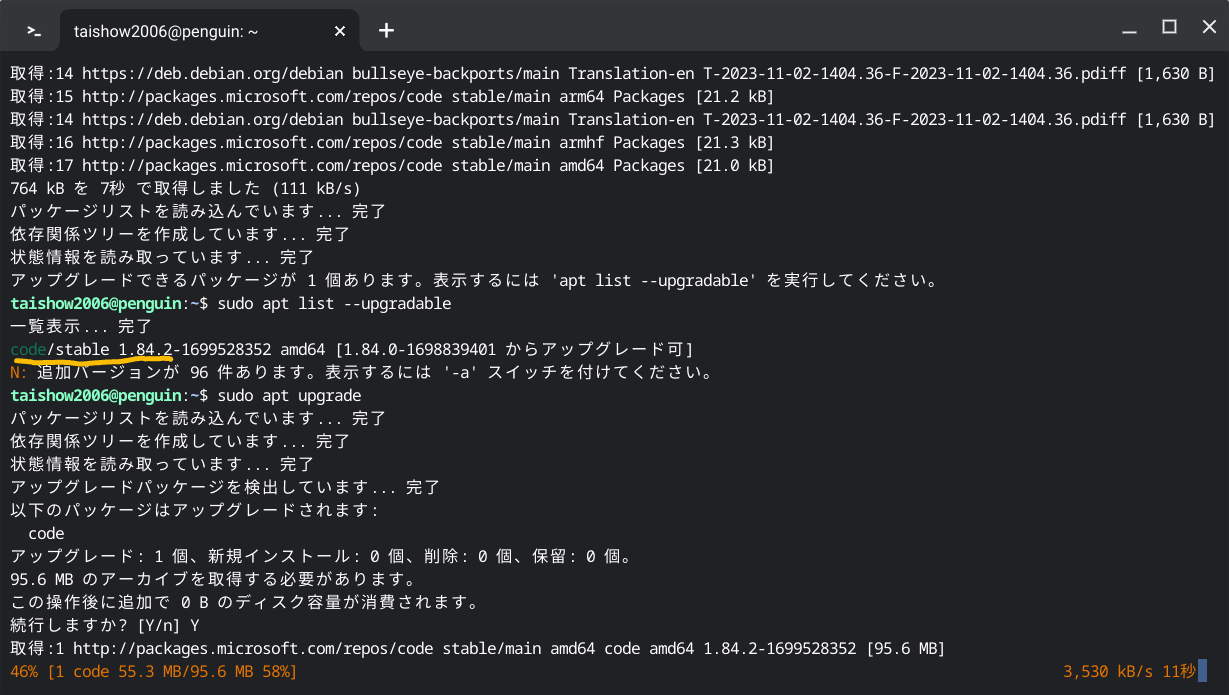 taishow2006@penguin: ~
取得:14 https://deb.debian.org/debian bullseye-backports/main Translation-en T-2023-11-02-1404.36-F-2023-11-02-1404.36.pdiff [1,630 B]
取得:15 http://packages.microsoft.com/repos/code stable/main arm64 Packages [21.2 kB]
取得:14 https://deb.debian.org/debian bullseye-backports/main Translation-en T-2023-11-02-1404.36-F-2023-11-02-1404.36.pdiff [1,630 B]
取得:16 http://packages.microsoft.com/repos/code stable/main armhf Packages [21.3 kB]
取得:17 http://packages.microsoft.com/repos/code stable/main amd64 Packages [21.0 kB]
764 kB を 7秒 で取得しました (111 kB/s)
パッケージリストを読み込んでいます... 完了
依存関係ツリーを作成しています... 完了
状態情報を読み取っています... 完了
アップグレードできるパッケージが 1 個あります。表示するには 'apt list --upgradable' を実行してください。
taishow2006@penguin:~$ sudo apt list --upgradable
一覧表示... 完了
code/stable 1.84.2-1699528352 amd64 [1.84.0-1698839401 からアップグレード可]
N: 追加バージョンが 96 件あります。表示するには '-a' スイッチを付けてください。
taishow2006@penguin:~$ sudo apt upgrade
パッケージリストを読み込んでいます... 完了
依存関係ツリーを作成しています... 完了
状態情報を読み取っています... 完了
アップグレードパッケージを検出しています... 完了
以下のパッケージはアップグレードされます:
  code
アップグレード: 1 個、新規インストール: 0 個、削除: 0 個、保留: 0 個。
95.6 MB のアーカイブを取得する必要があります。
この操作後に追加で 0 B のディスク容量が消費されます。
続行しますか? [Y/n] Y
取得:1 http://packages.microsoft.com/repos/code stable/main amd64 code amd64 1.84.2-1699528352 [95.6 MB]
46% [1 code 55.3 MB/95.6 MB 58%] 3,530 kB/s 11秒